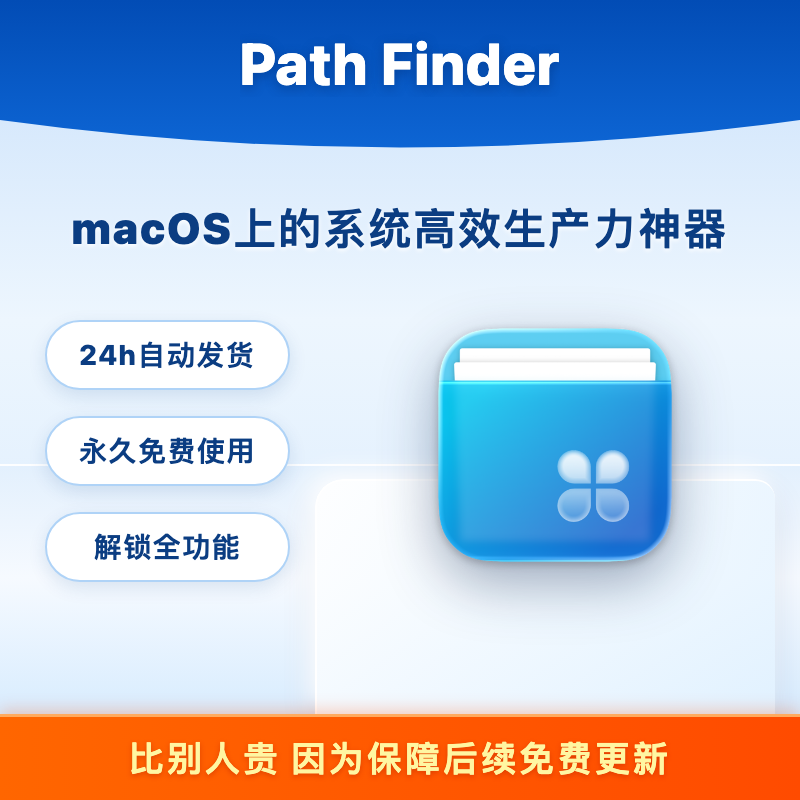 Path Finder
macOS上的系统高效生产力神器
24h自动发货
永久免费使用
解锁全功能
比别人贵 因为保障后续免费更新